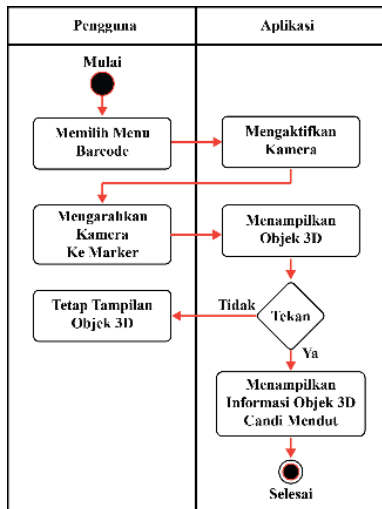 Pengguna
Aplikasi
Mulai
Memilih Menu
Barcode
Mengaktifkan
Kamera
Mengarahkan
Kamera
Ke Marker
Menampilkan
Objek 3D
Tetap Tampilan
Objek 3D
Tidak
Tekan
Ya
Menampilkan
Informasi Objek 3D
Candi Mendut
Selesai